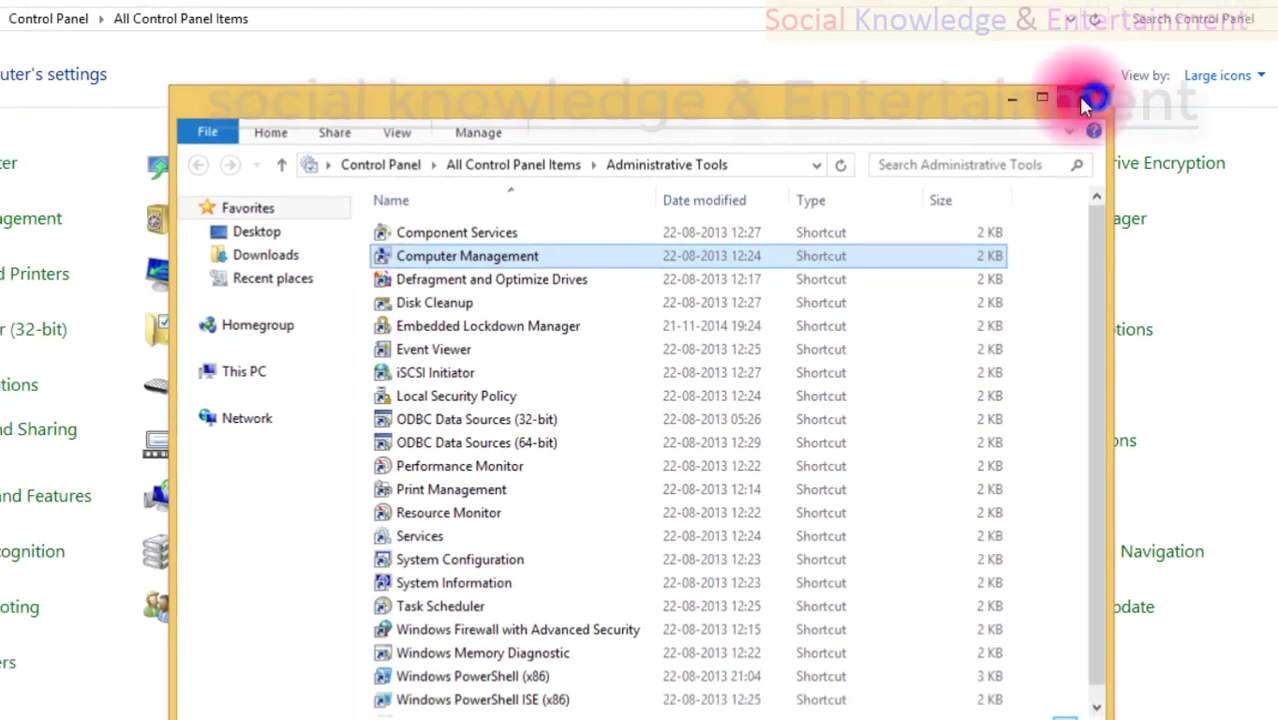 Control Panel All Control Panel Items Search Control Panel
Social Knowledge & Entertainment
uter's settings View by: Large icons
social knowledge & Entertainment
File Home Share View Manage
Control Panel All Control Panel Items Administrative Tools Search Administrative Tools
ter rive Encryption
Name Date modified Type Size
Favorites
agement ager
Desktop Component Services 22-08-2013 12:27 Shortcut 2 KB
Downloads Computer Management 22-08-2013 12:24 Shortcut 2 KB
d Printers
Recent places Defragment and Optimize Drives 22-08-2013 12:17 Shortcut 2 KB
Disk Cleanup 22-08-2013 12:27 Shortcut 2 KB
Homegroup Embedded Lockdown Manager 21-11-2014 19:24 Shortcut 2 KB
r (32-bit) ptions
Event Viewer 22-08-2013 12:25 Shortcut 2 KB
This PC iSCSI Initiator 22-08-2013 12:27 Shortcut 2 KB
ptions
Local Security Policy 22-08-2013 12:24 Shortcut 2 KB
Network ODBC Data Sources (32-bit) 22-08-2013 05:26 Shortcut 2 KB
nd Sharing ons
ODBC Data Sources (64-bit) 22-08-2013 12:29 Shortcut 2 KB
Performance Monitor 22-08-2013 12:22 Shortcut 2 KB
and Features Print Management 22-08-2013 12:14 Shortcut 2 KB
Resource Monitor 22-08-2013 12:22 Shortcut 2 KB
Services 22-08-2013 12:24 Shortcut 2 KB
cognition System Configuration 22-08-2013 12:23 Shortcut 2 KB Navigation
System Information 22-08-2013 12:23 Shortcut 2 KB
oting Task Scheduler 22-08-2013 12:25 Shortcut 2 KB pdate
Windows Firewall with Advanced Security 22-08-2013 12:15 Shortcut 2 KB
rs Windows Memory Diagnostic 22-08-2013 12:22 Shortcut 2 KB
Windows PowerShell (x86) 22-08-2013 21:04 Shortcut 3 KB
Windows PowerShell ISE (x86) 22-08-2013 12:25 Shortcut 2 KB